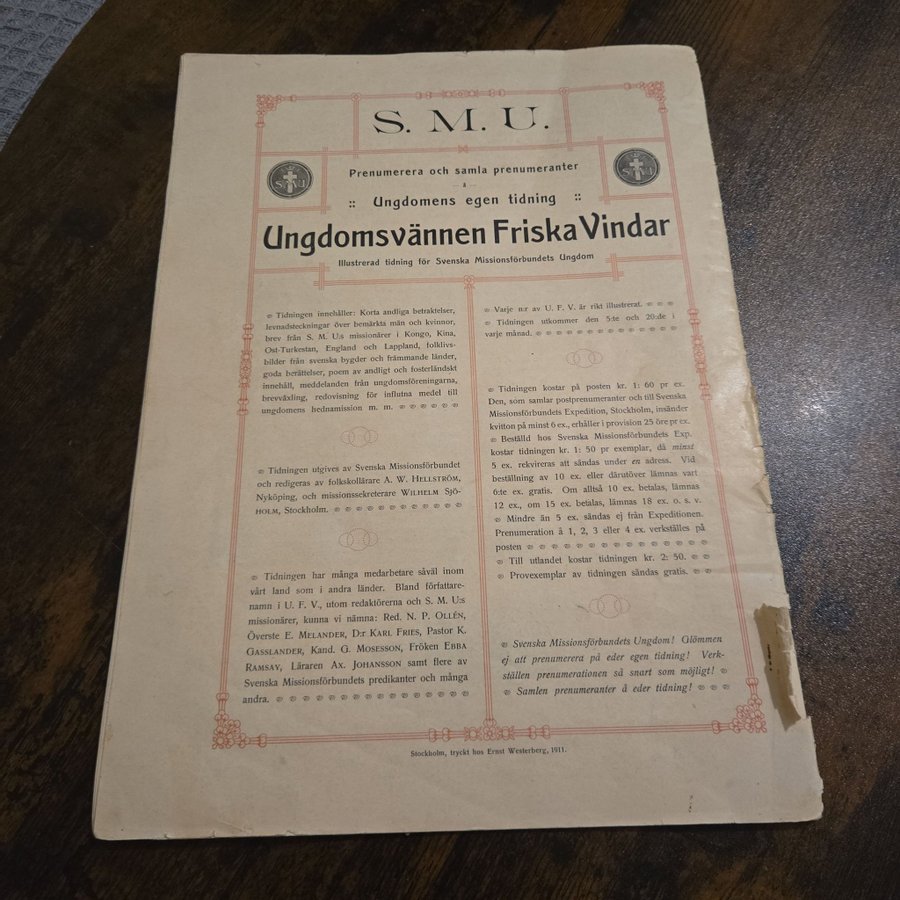 S. M. U.
Prenumerera och samla prenumeranter
å
:: Ungdomens egen tidning ::
Ungdomsvännen Friska Vindar
Illustrerad tidning för Svenska Missionsförbundets Ungdom
SMU
SMU
Tidningen innehåller: Korta andliga betraktelser,
levnadsteckningar över bemärkta män och kvinnor,
brev från S. M. U:s missionärer i Kongo, Kina,
Ost-Turkestan, England och Lappland, folklivs-
bilder från svenska bygder och främmande länder,
goda berättelser, poem av andligt och fosterländskt
innehåll, meddelanden från ungdomsföreningarna,
brevväxling, redovisning för influtna medel till
ungdomens hednamission m. m.
Tidningen utgives av Svenska Missionsförbundet
och redigeras av folkskollärare A. W. HELLSTRÖM,
Nyköping, och missionssekreterare WILHELM SJÖ-
HOLM, Stockholm.
Tidningen har många medarbetare såväl inom
vårt land som i andra länder. Bland författare-
namn i U. F. V., utom redaktörerna och S. M. U:s
missionärer, kunna vi nämna: Red. N. P. OLLÉN,
Överste E. MELANDER, D:r KARL FRIES, Pastor K.
GASSLANDER, Kand. G. MOSESSON, Fröken EBBA
RAMSAY, Läraren AX. JOHANSSON samt flere av
Svenska Missionsförbundets predikanter och många
andra.
Varje n:r av U. F. V. är rikt illustrerat.
Tidningen utkommer den 5:te och 20:de i
varje månad.
Tidningen kostar på posten kr. 1: 60 pr ex.
Den, som samlar postprenumeranter och till Svenska
Missionsförbundets Expedition, Stockholm, insänder
kvitton på minst 6 ex., erhåller i provision 25 öre pr ex.
Beställd hos Svenska Missionsförbundets Exp.
kostar tidningen kr. 1: 50 pr exemplar, då minst
5 ex. rekvireras att sändas under en adress. Vid
beställning av 10 ex. eller därutöver lämnas vart
6:te ex. gratis. Om alltså 10 ex. betalas, lämnas
12 ex., om 15 ex. betalas, lämnas 18 ex. o. s. v.
Mindre än 5 ex. sändas ej från Expeditionen.
Prenumeration å 1, 2, 3 eller 4 ex. verkställes på
posten
Till utlandet kostar tidningen kr. 2: 50.
Provexemplar av tidningen sändas gratis.
Svenska Missionsförbundets Ungdom! Glömmen
ej att prenumerera på eder egen tidning! Verk-
ställen prenumerationen så snart som möjligt!
Samlen prenumeranter å eder tidning!
Stockholm, tryckt hos Ernst Westerberg, 1911.